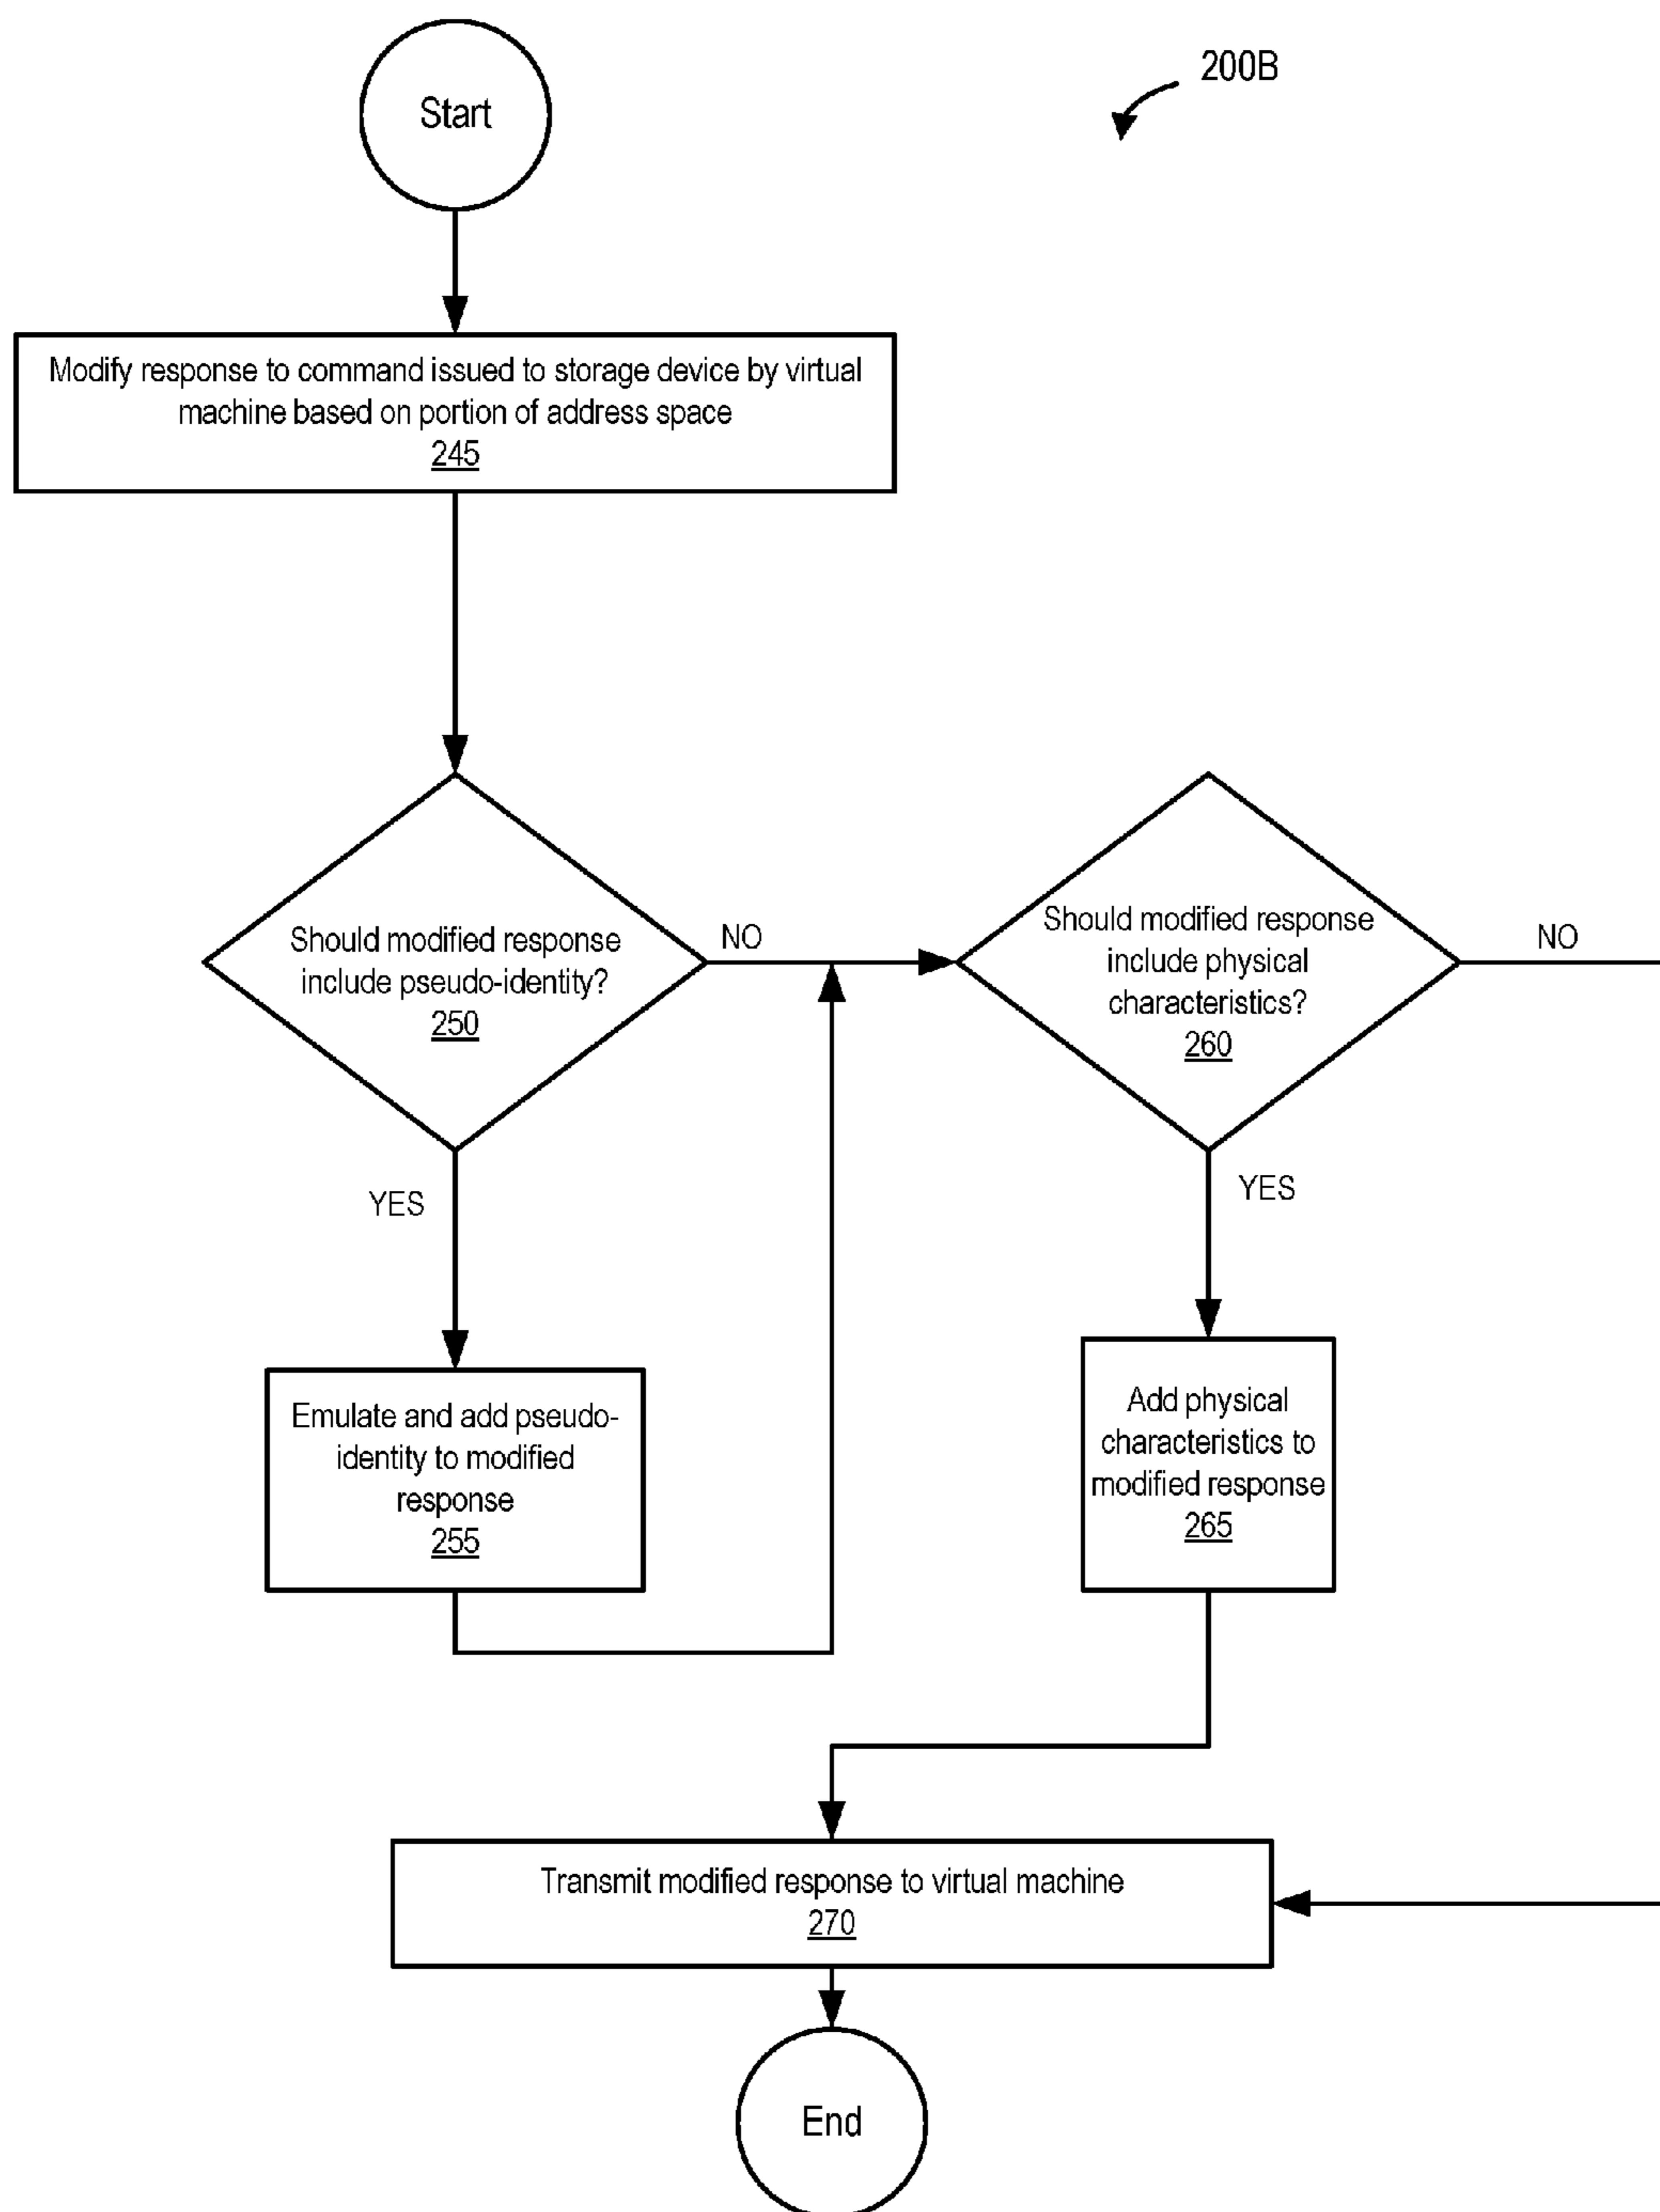 Start
200B
Modify response to command issued to storage device by virtual
machine based on portion of address space
245
Should modified response
include pseudo-identity?
250
NO
YES
Should modified response
include physical
characteristics?
260
NO
YES
Emulate and add pseudo-
identity to modified
response
255
Add physical
characteristics to
modified response
265
Transmit modified response to virtual machine
270
End